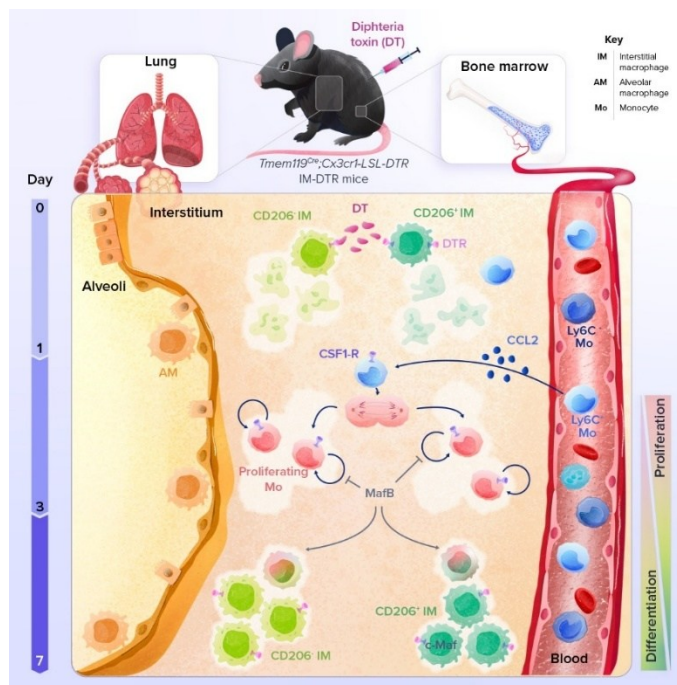 Diphteria
toxin (DT)
Key
IM Interstitial
macrophage
AM Alveolar
macrophage
Mo Monocyte
Lung
Bone marrow
Tmem119Cre;Cx3cr1-LSL-DTR
IM-DTR mice
Day
0
1
3
7
Interstitium
CD206- IM
DT
CD206+ IM
DTR
Alveoli
Ly6C
Mo
CCL2
CSF1-R
AM
Ly6C
Mo
Proliferation
Proliferating
Mo
MafB
Differentiation
CD206+ IM
c-Maf
CD206- IM
Blood